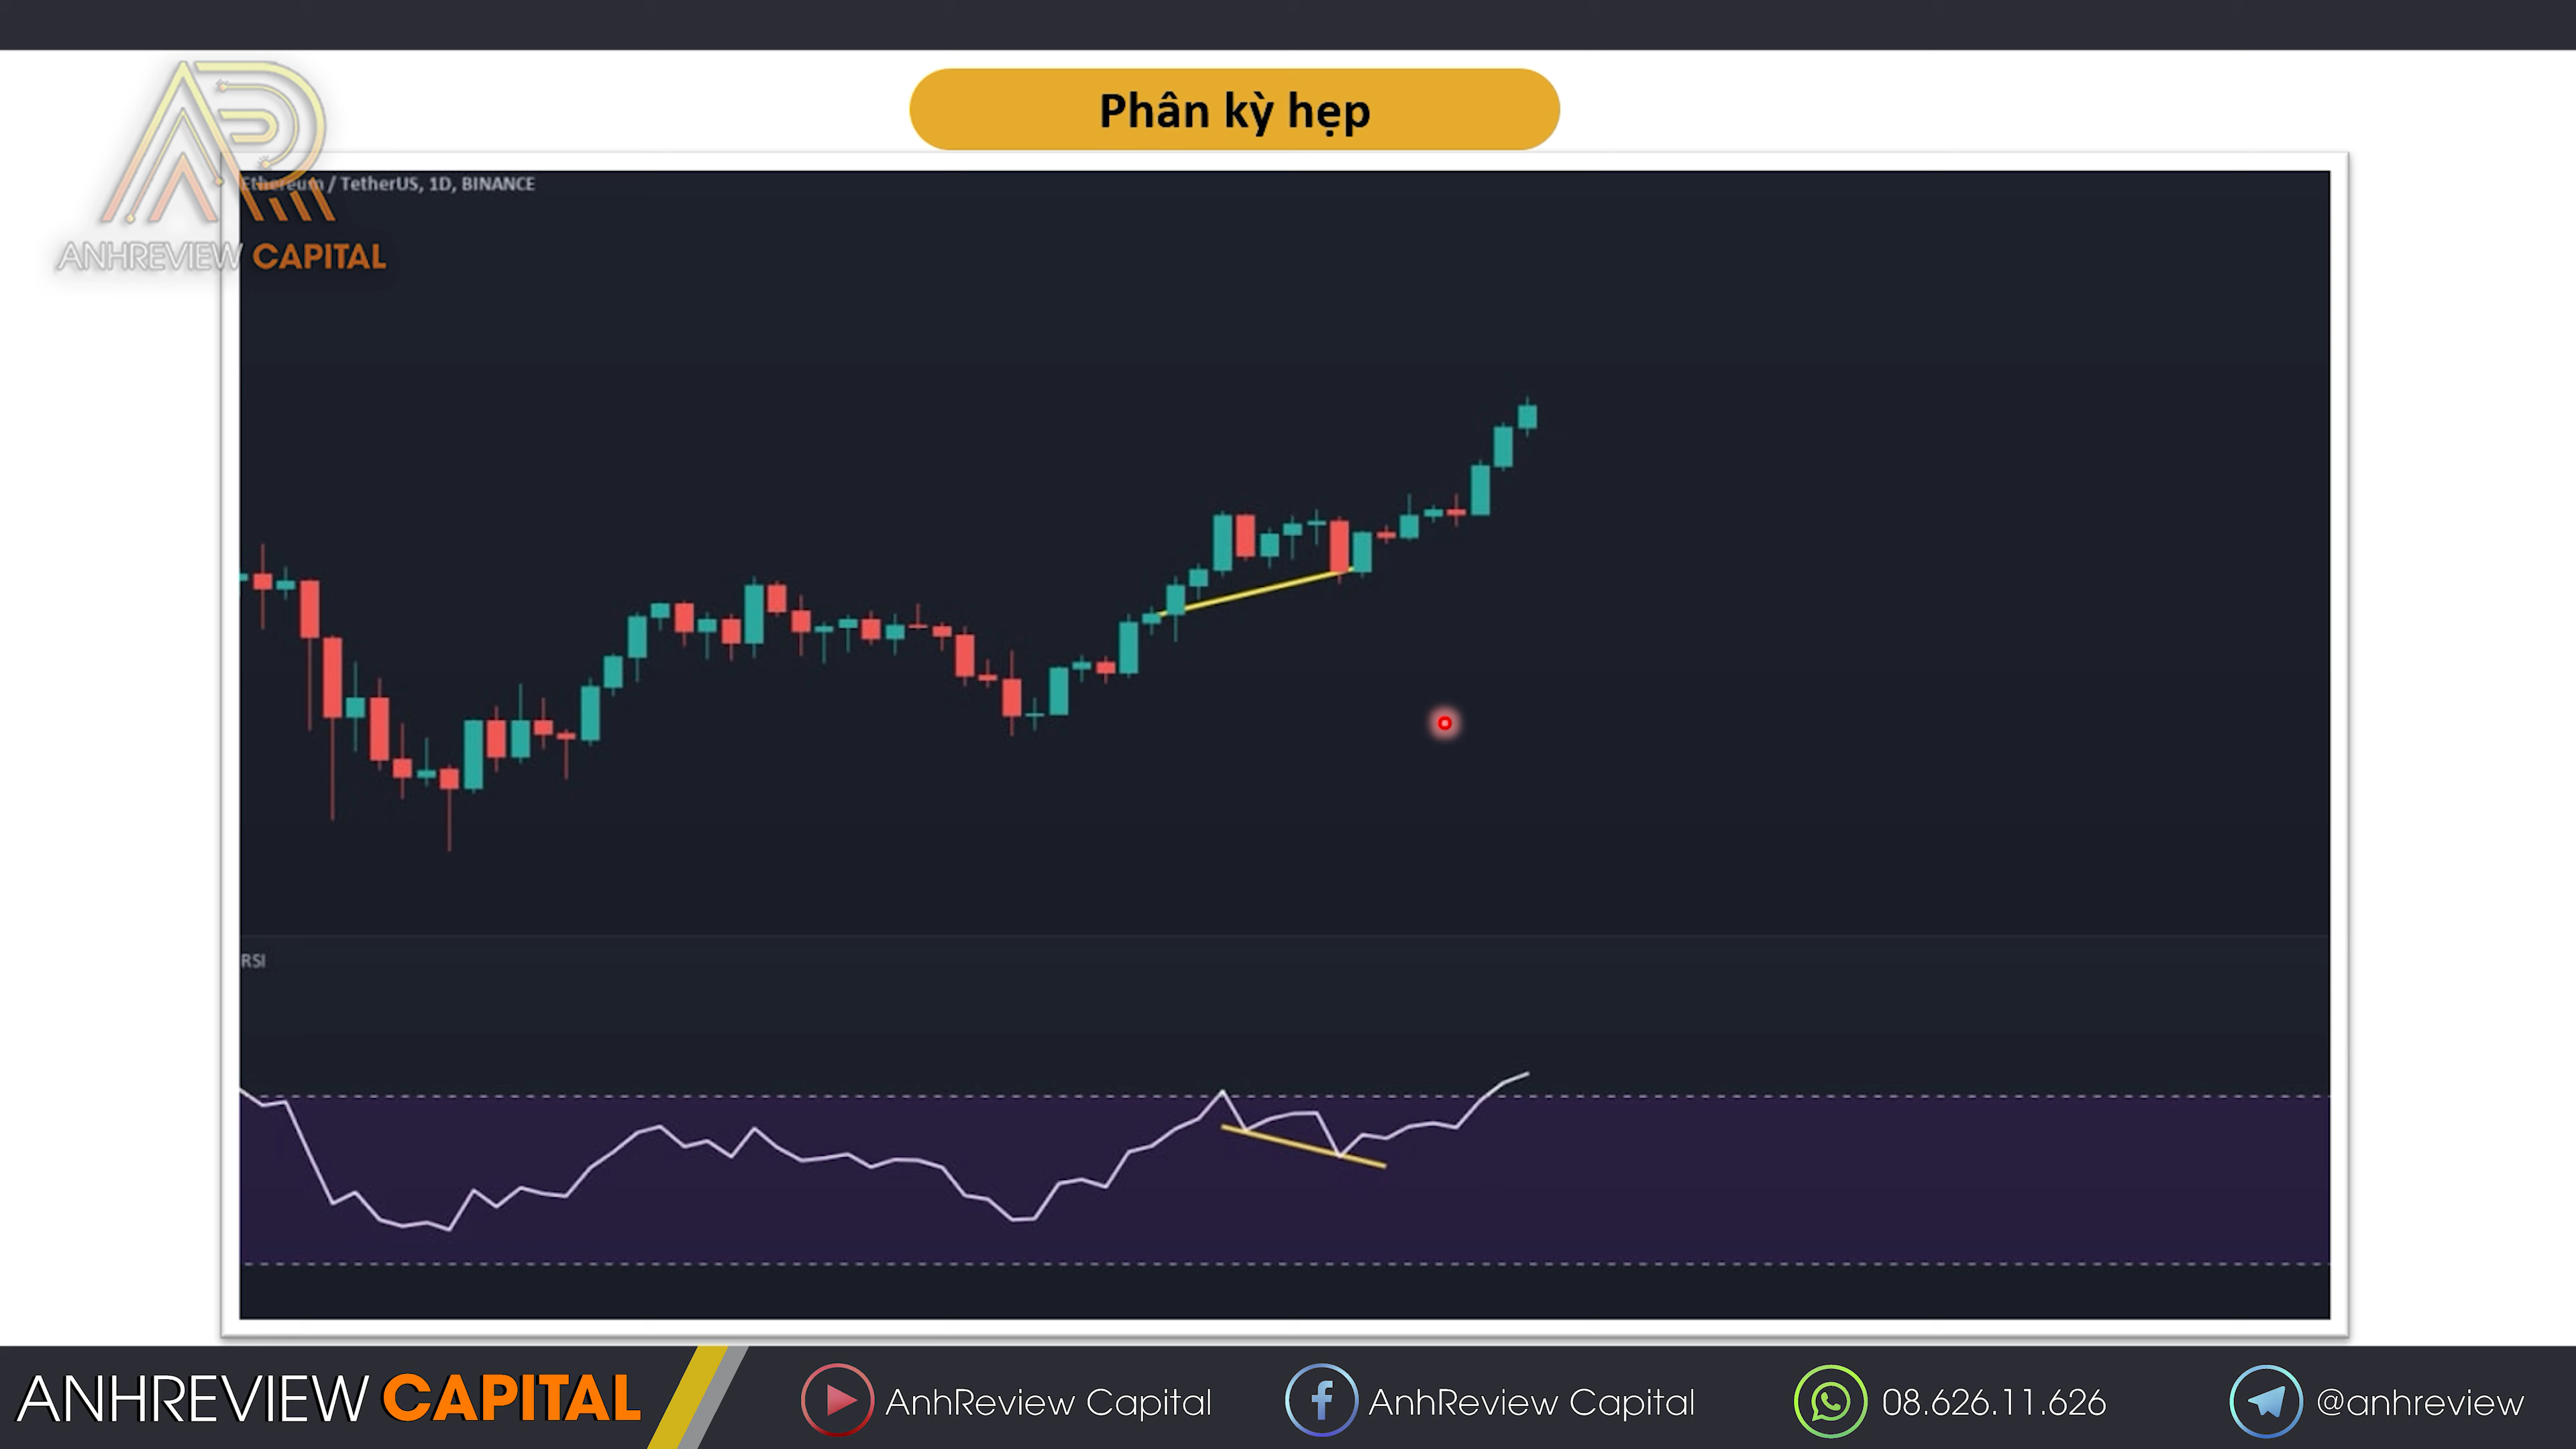 Phân kỳ hẹp
Ethereum / TetherUS, 1D, BINANCE
ANHREVIEW CAPITAL
RSI
ANHREVIEW CAPITAL
AnhReview Capital
AnhReview Capital
08.626.11.626
@anhreview